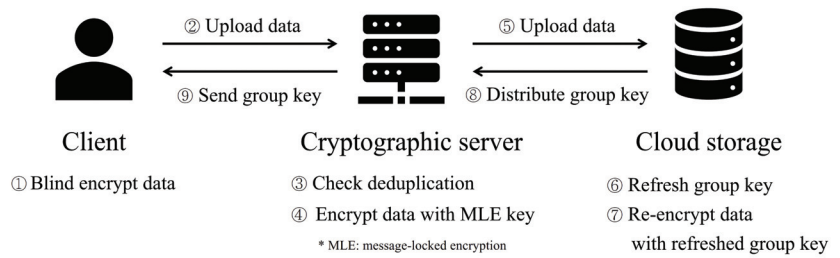 ② Upload data
⑤ Upload data
⑨ Send group key
⑧ Distribute group key
Client
Cryptographic server
Cloud storage
① Blind encrypt data
③ Check deduplication
④ Encrypt data with MLE key
* MLE: message-locked encryption
⑥ Refresh group key
⑦ Re-encrypt data
with refreshed group key